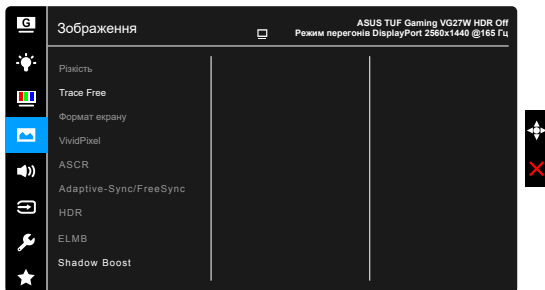 G
Зображення
ASUS TUF Gaming VG27W HDR Off
Режим перегонів DisplayPort 2560x1440 @165 Гц
Різкість
Trace Free
Формат екрану
VividPixel
ASCR
Adaptive-Sync/FreeSync
HDR
ELMB
Shadow Boost